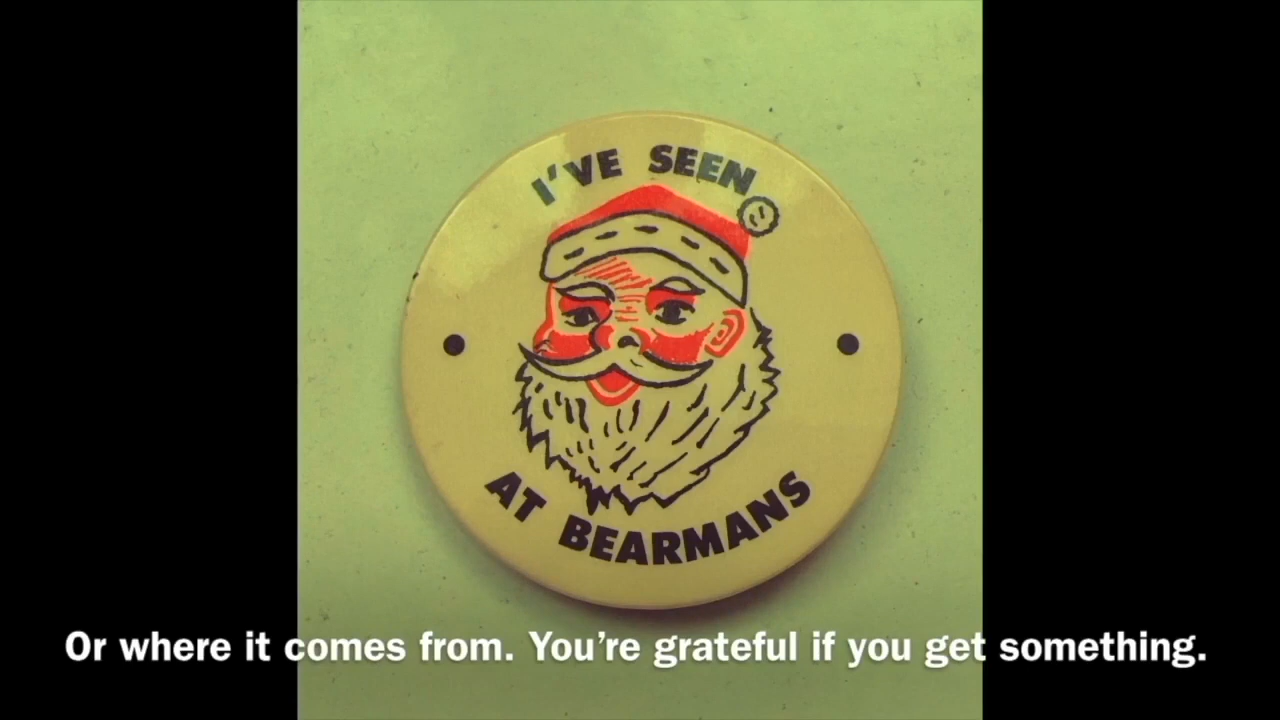 I'VE SEEN
AT BEARMANS
Or where it comes from. You’re grateful if you get something.